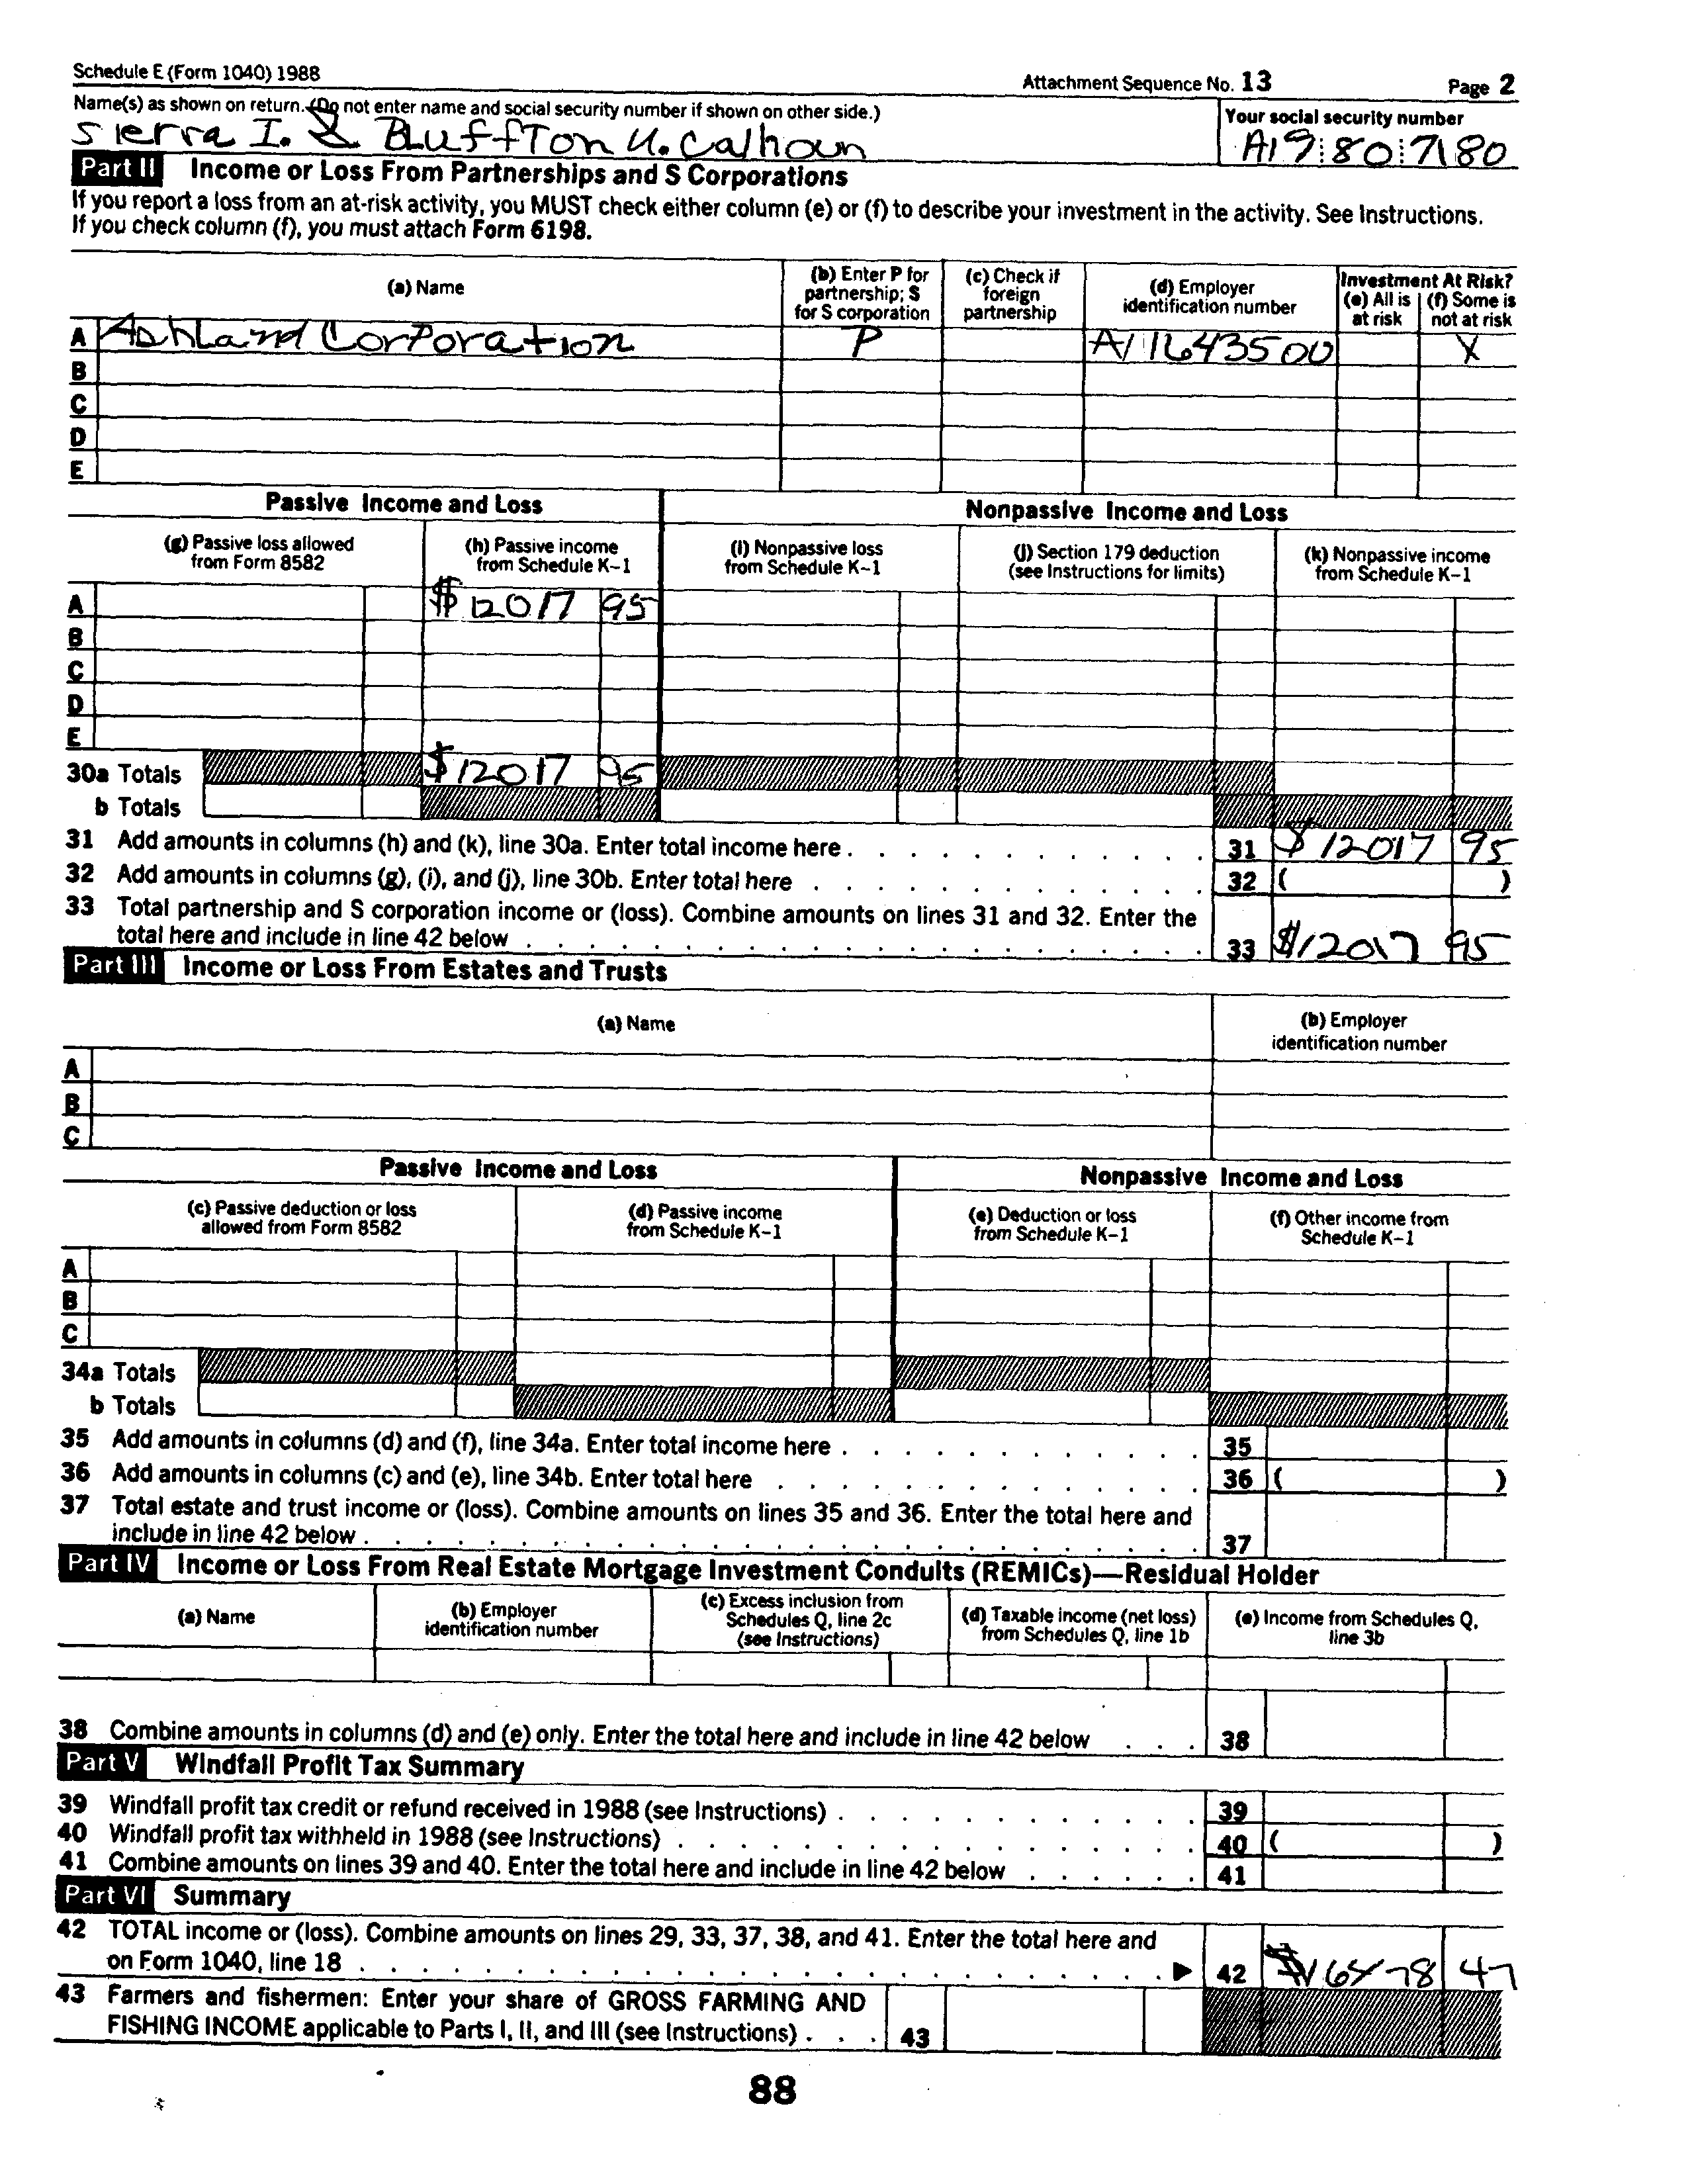 Schedule E (Form 1040) 1988
Attachment Sequence No. 13
Page 2
Name(s) as shown on return. (Do not enter name and social security number if shown on other side.)
Your social security number
Sierra I. & Buffton U. Calhoun
A19 80 7180
Part II Income or Loss From Partnerships and S Corporations
If you report a loss from an at-risk activity, you MUST check either column (e) or (f) to describe your investment in the activity. See Instructions.
If you check column (f), you must attach Form 6198.
(a) Name
(b) Enter P for partnership; S for S corporation
(c) Check if foreign partnership
(d) Employer identification number
Investment At Risk?
(e) All is at risk
(f) Some is not at risk
A Ashland Corporation P A11643500 X
B
C
D
E
Passive Income and Loss
Nonpassive Income and Loss
(g) Passive loss allowed from Form 8582
(h) Passive income from Schedule K-1
(i) Nonpassive loss from Schedule K-1
(j) Section 179 deduction (see Instructions for limits)
(k) Nonpassive income from Schedule K-1
A $12017 95
B
C
D
E
30a Totals $12017 95
b Totals
31 Add amounts in columns (h) and (k), line 30a. Enter total income here . 31 $12017 95
32 Add amounts in columns (g), (i), and (j), line 30b. Enter total here 32 ( )
33 Total partnership and S corporation income or (loss). Combine amounts on lines 31 and 32. Enter the
total here and include in line 42 below 33 $12017 95
Part III Income or Loss From Estates and Trusts
(a) Name
(b) Employer identification number
A
B
C
Passive Income and Loss
Nonpassive Income and Loss
(c) Passive deduction or loss allowed from Form 8582
(d) Passive income from Schedule K-1
(e) Deduction or loss from Schedule K-1
(f) Other income from Schedule K-1
A
B
C
34a Totals
b Totals
35 Add amounts in columns (d) and (f), line 34a. Enter total income here . 35
36 Add amounts in columns (c) and (e), line 34b. Enter total here 36 ( )
37 Total estate and trust income or (loss). Combine amounts on lines 35 and 36. Enter the total here and
include in line 42 below . 37
Part IV Income or Loss From Real Estate Mortgage Investment Conduits (REMICs)—Residual Holder
(a) Name
(b) Employer identification number
(c) Excess inclusion from Schedules Q, line 2c (see Instructions)
(d) Taxable income (net loss) from Schedules Q, line 1b
(e) Income from Schedules Q, line 3b
38 Combine amounts in columns (d) and (e) only. Enter the total here and include in line 42 below 38
Part V Windfall Profit Tax Summary
39 Windfall profit tax credit or refund received in 1988 (see Instructions) . 39
40 Windfall profit tax withheld in 1988 (see Instructions) . 40 ( )
41 Combine amounts on lines 39 and 40. Enter the total here and include in line 42 below 41
Part VI Summary
42 TOTAL income or (loss). Combine amounts on lines 29, 33, 37, 38, and 41. Enter the total here and
on Form 1040, line 18 . ▶ 42 47
43 Farmers and fishermen: Enter your share of GROSS FARMING AND
FISHING INCOME applicable to Parts I, II, and III (see Instructions) . 43
88